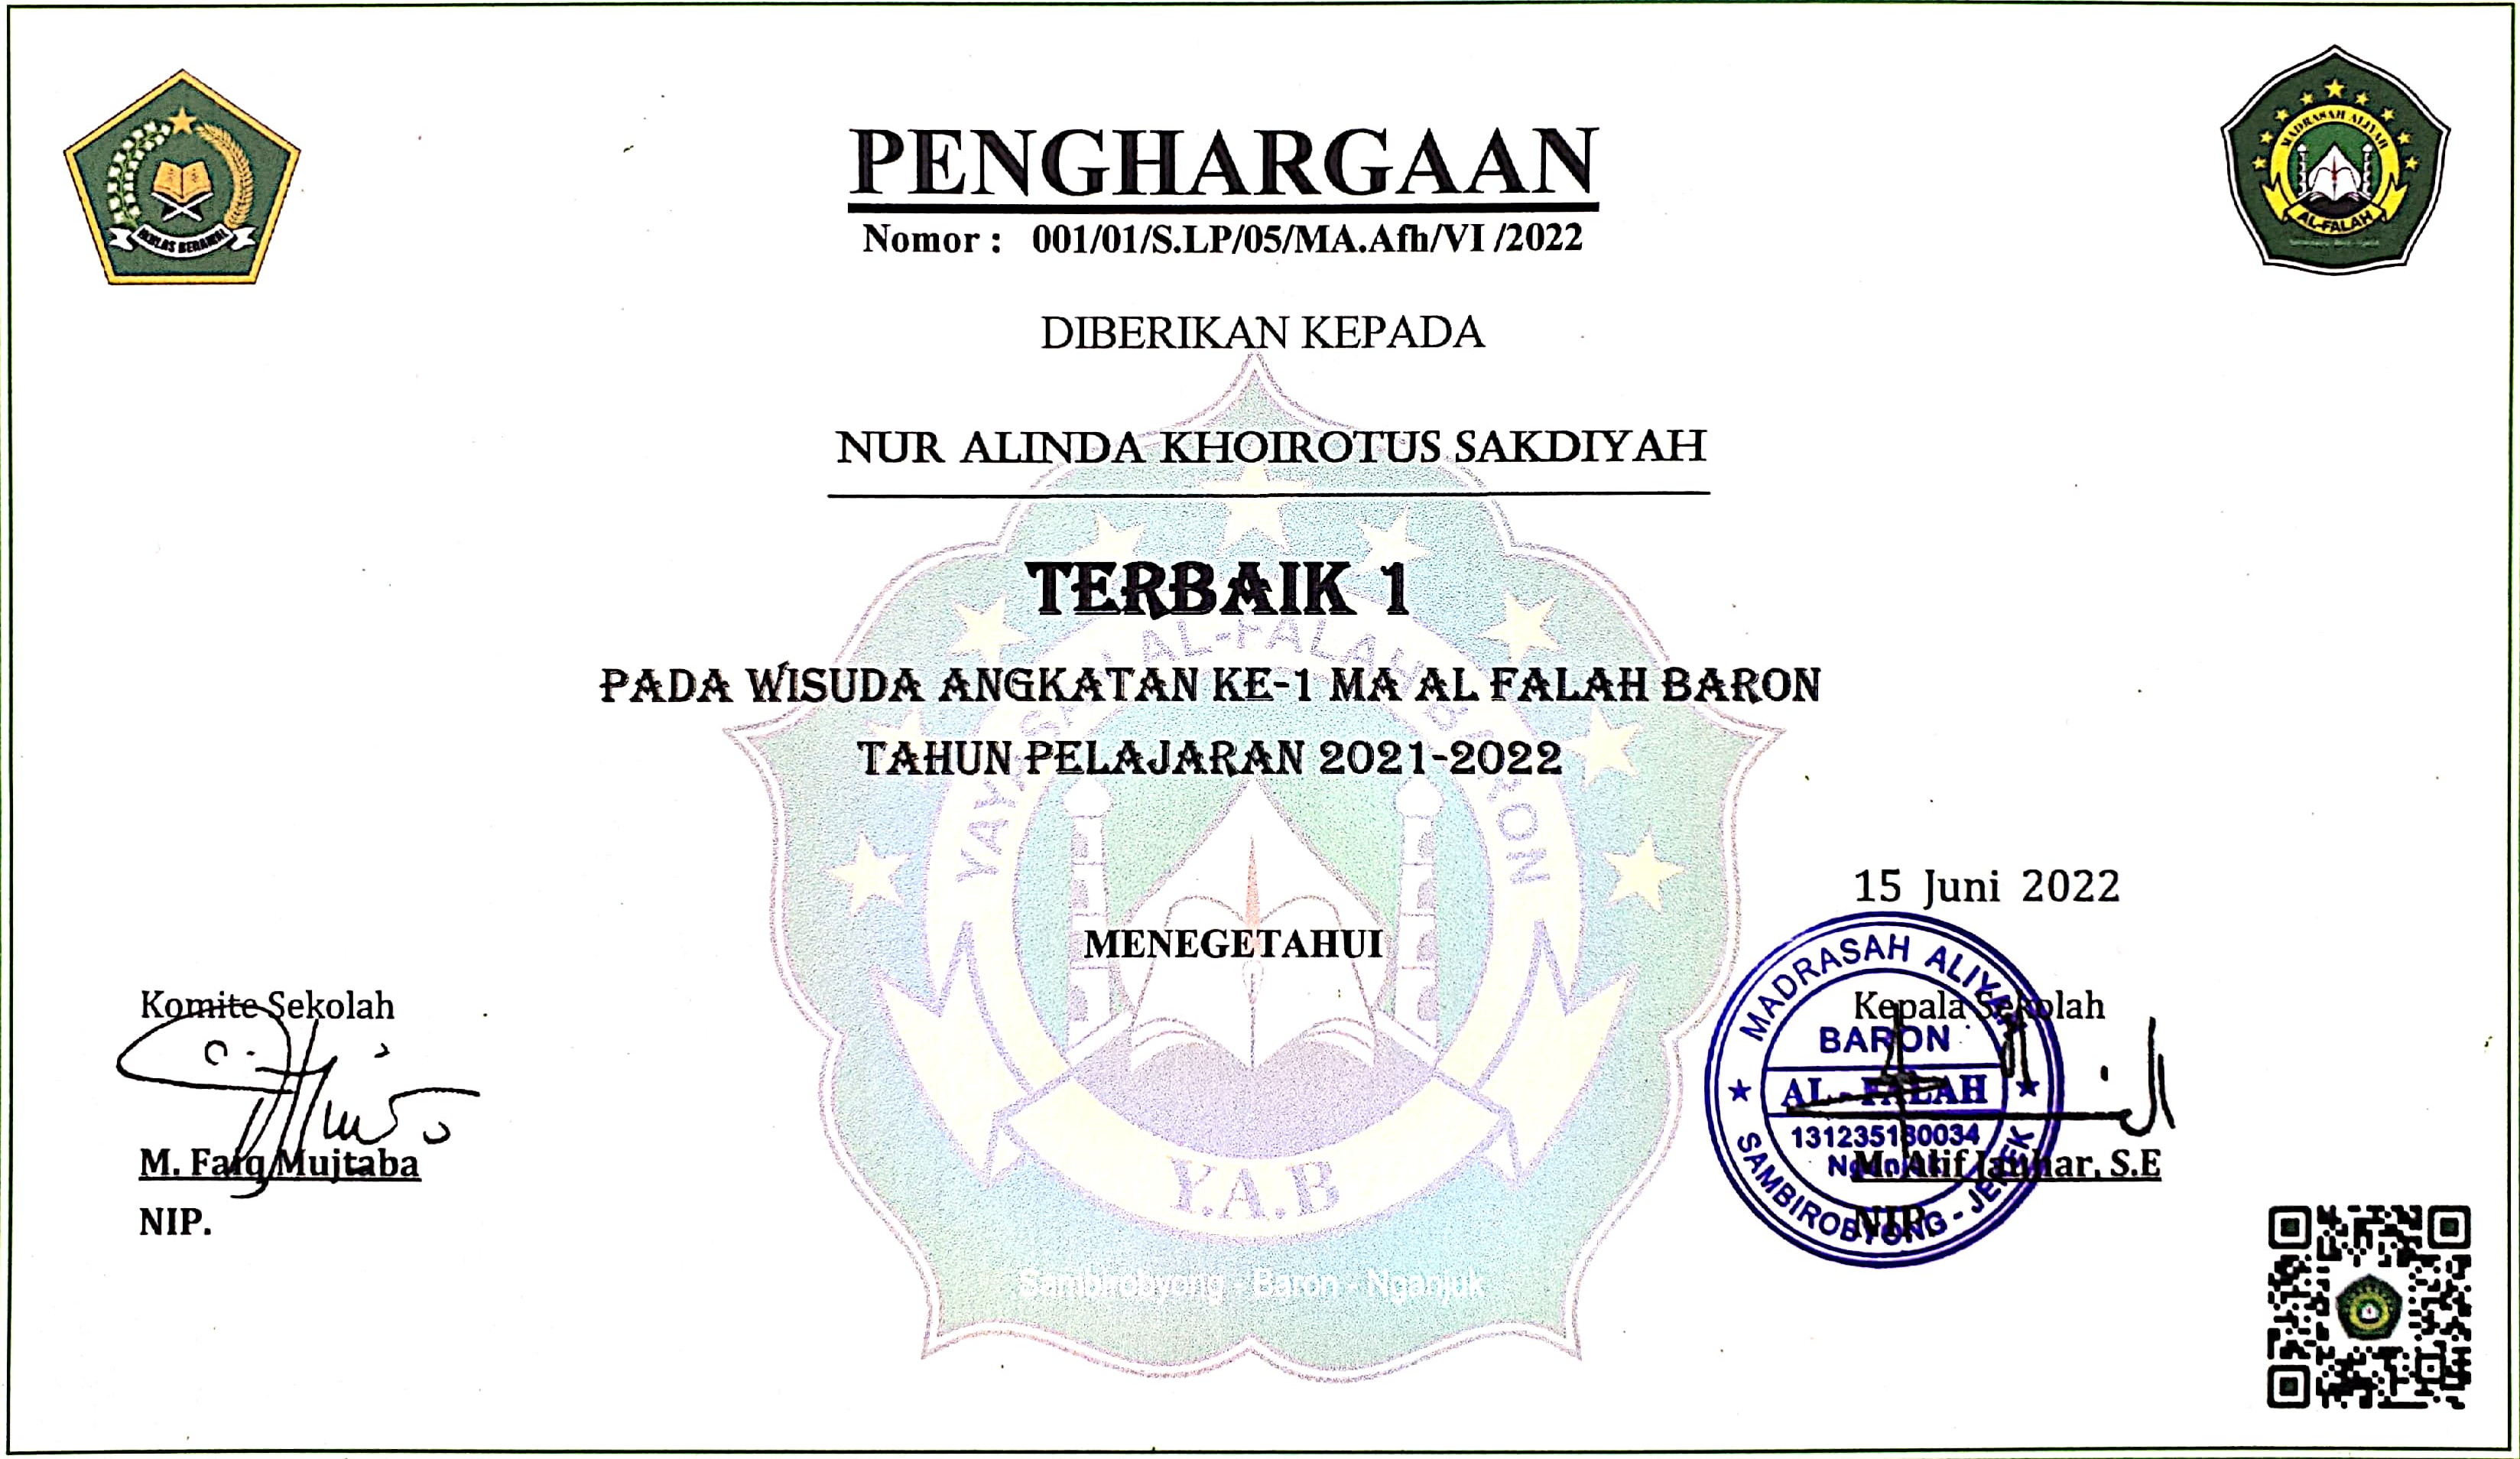 PENGHARGAAN
Nomor : 001/01/S.LP/05/MA.Afh/VI /2022
IKHLAS BERAMAL
MADRASAH ALIYAH
AL-FALAH
DIBERIKAN KEPADA
NUR ALINDA KHOIROTUS SAKDIYAH
TERBAIK 1
PADA WISUDA ANGKATAN KE-1 MA AL FALAH BARON
TAHUN PELAJARAN 2021-2022
YAYASAN AL-FALAH BARON
15 Juni 2022
MENEGETAHUI
Komite Sekolah
M. Faiq Mujtaba
NIP.
Kepala Sekolah
M. Alif Jauhar, S.E
NIP.
MADRASAH ALIYAH
BARON
AL - FALAH
131235180034
Nganjuk
SAMBIROBYONG - JEKEK
Y.A.B
Sambirobyong - Baron - Nganjuk